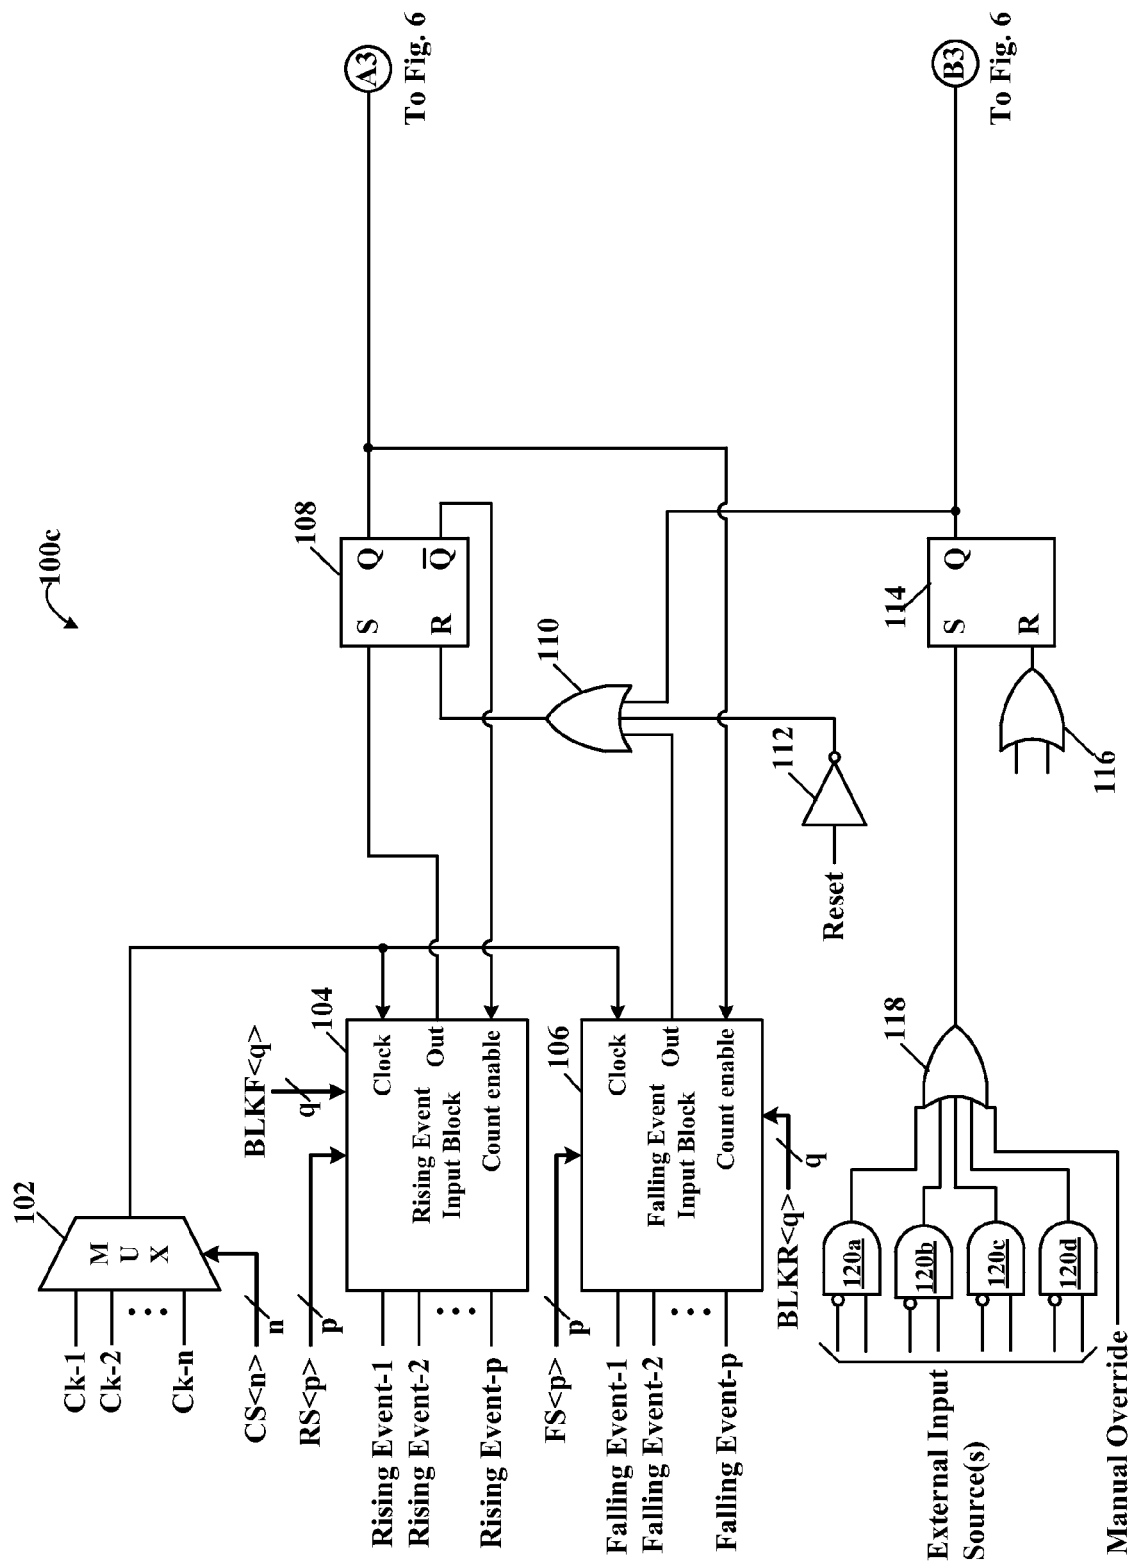 100c
Ck-1
Ck-2
Ck-n
M
U
X
102
CS<n>
n
RS<p>
p
BLKF<q>
q
104
Rising Event-1
Rising Event-2
Rising Event-p
Rising Event
Input Block
Clock
Out
Count enable
108
S
Q
R
Q
A3
To Fig. 6
FS<p>
p
106
Falling Event-1
Falling Event-2
Falling Event-p
Falling Event
Input Block
Clock
Out
Count enable
BLKR<q>
q
110
112
Reset
External Input
Source(s)
120a
120b
120c
120d
118
Manual Override
114
S
Q
R
116
B3
To Fig. 6